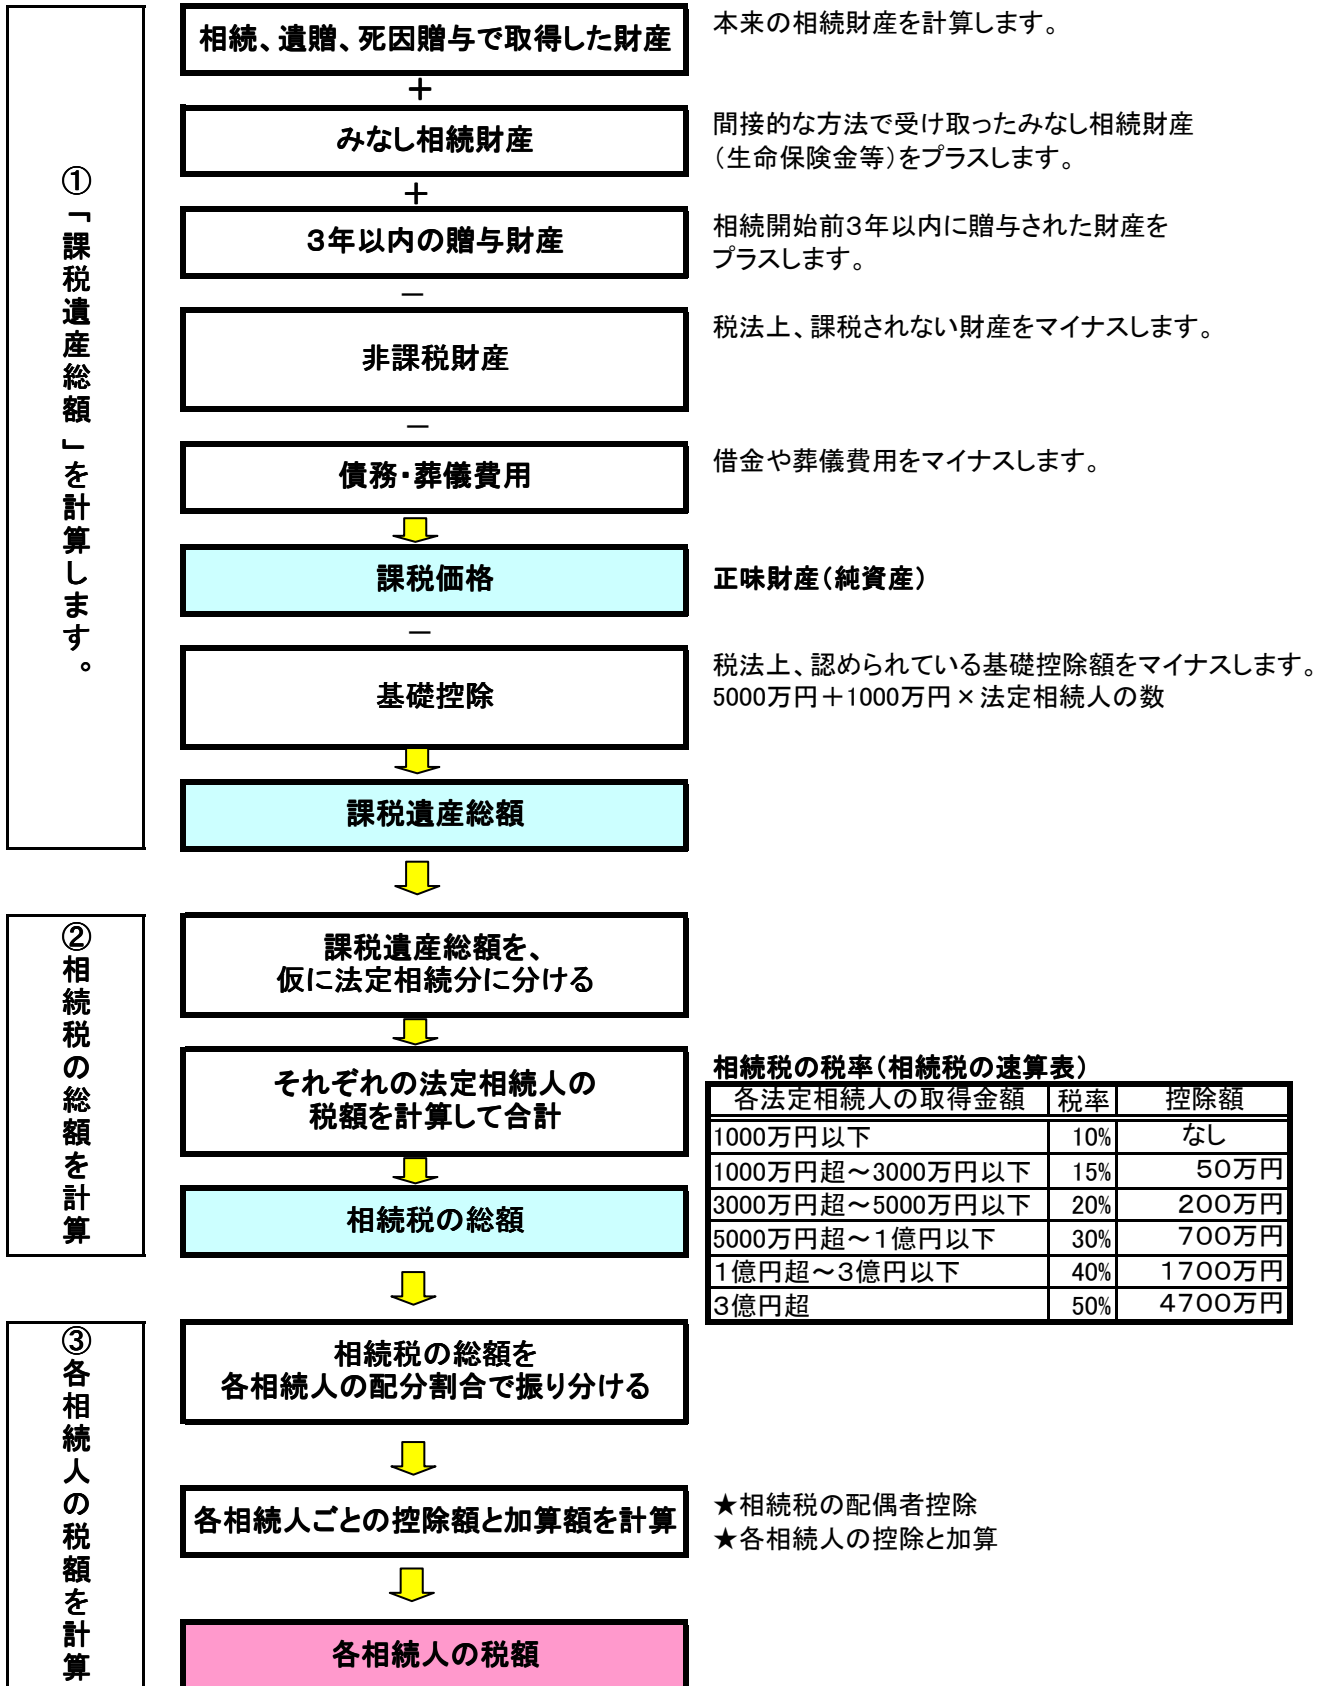 ①「課税遺産総額」を計算します。
相続、遺贈、死因贈与で取得した財産
本来の相続財産を計算します。
＋
みなし相続財産
間接的な方法で受け取ったみなし相続財産
（生命保険金等）をプラスします。
＋
３年以内の贈与財産
相続開始前３年以内に贈与された財産を
プラスします。
－
非課税財産
税法上、課税されない財産をマイナスします。
－
債務・葬儀費用
借金や葬儀費用をマイナスします。
課税価格
正味財産（純資産）
－
基礎控除
税法上、認められている基礎控除額をマイナスします。
5000万円＋1000万円×法定相続人の数
課税遺産総額
②相続税の総額を計算
課税遺産総額を、
仮に法定相続分に分ける
それぞれの法定相続人の
税額を計算して合計
相続税の総額
相続税の税率（相続税の速算表）
各法定相続人の取得金額 税率 控除額
1000万円以下 10% なし
1000万円超～3000万円以下 15% ５０万円
3000万円超～5000万円以下 20% ２００万円
5000万円超～１億円以下 30% ７００万円
１億円超～３億円以下 40% １７００万円
３億円超 50% ４７００万円
③各相続人の税額を計算
相続税の総額を
各相続人の配分割合で振り分ける
各相続人ごとの控除額と加算額を計算
★相続税の配偶者控除
★各相続人の控除と加算
各相続人の税額